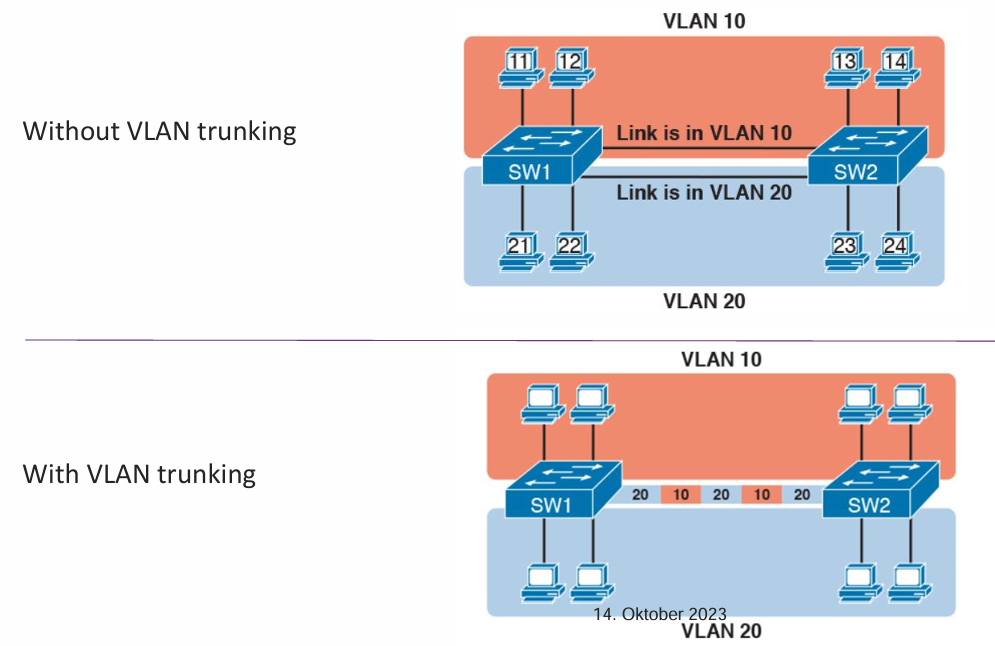 VLAN 10
11 12 13 14
Without VLAN trunking
Link is in VLAN 10
SW1 SW2
Link is in VLAN 20
21 22 23 24
VLAN 20
VLAN 10
With VLAN trunking
20 10 20 10 20
SW1 SW2
14. Oktober 2023
VLAN 20